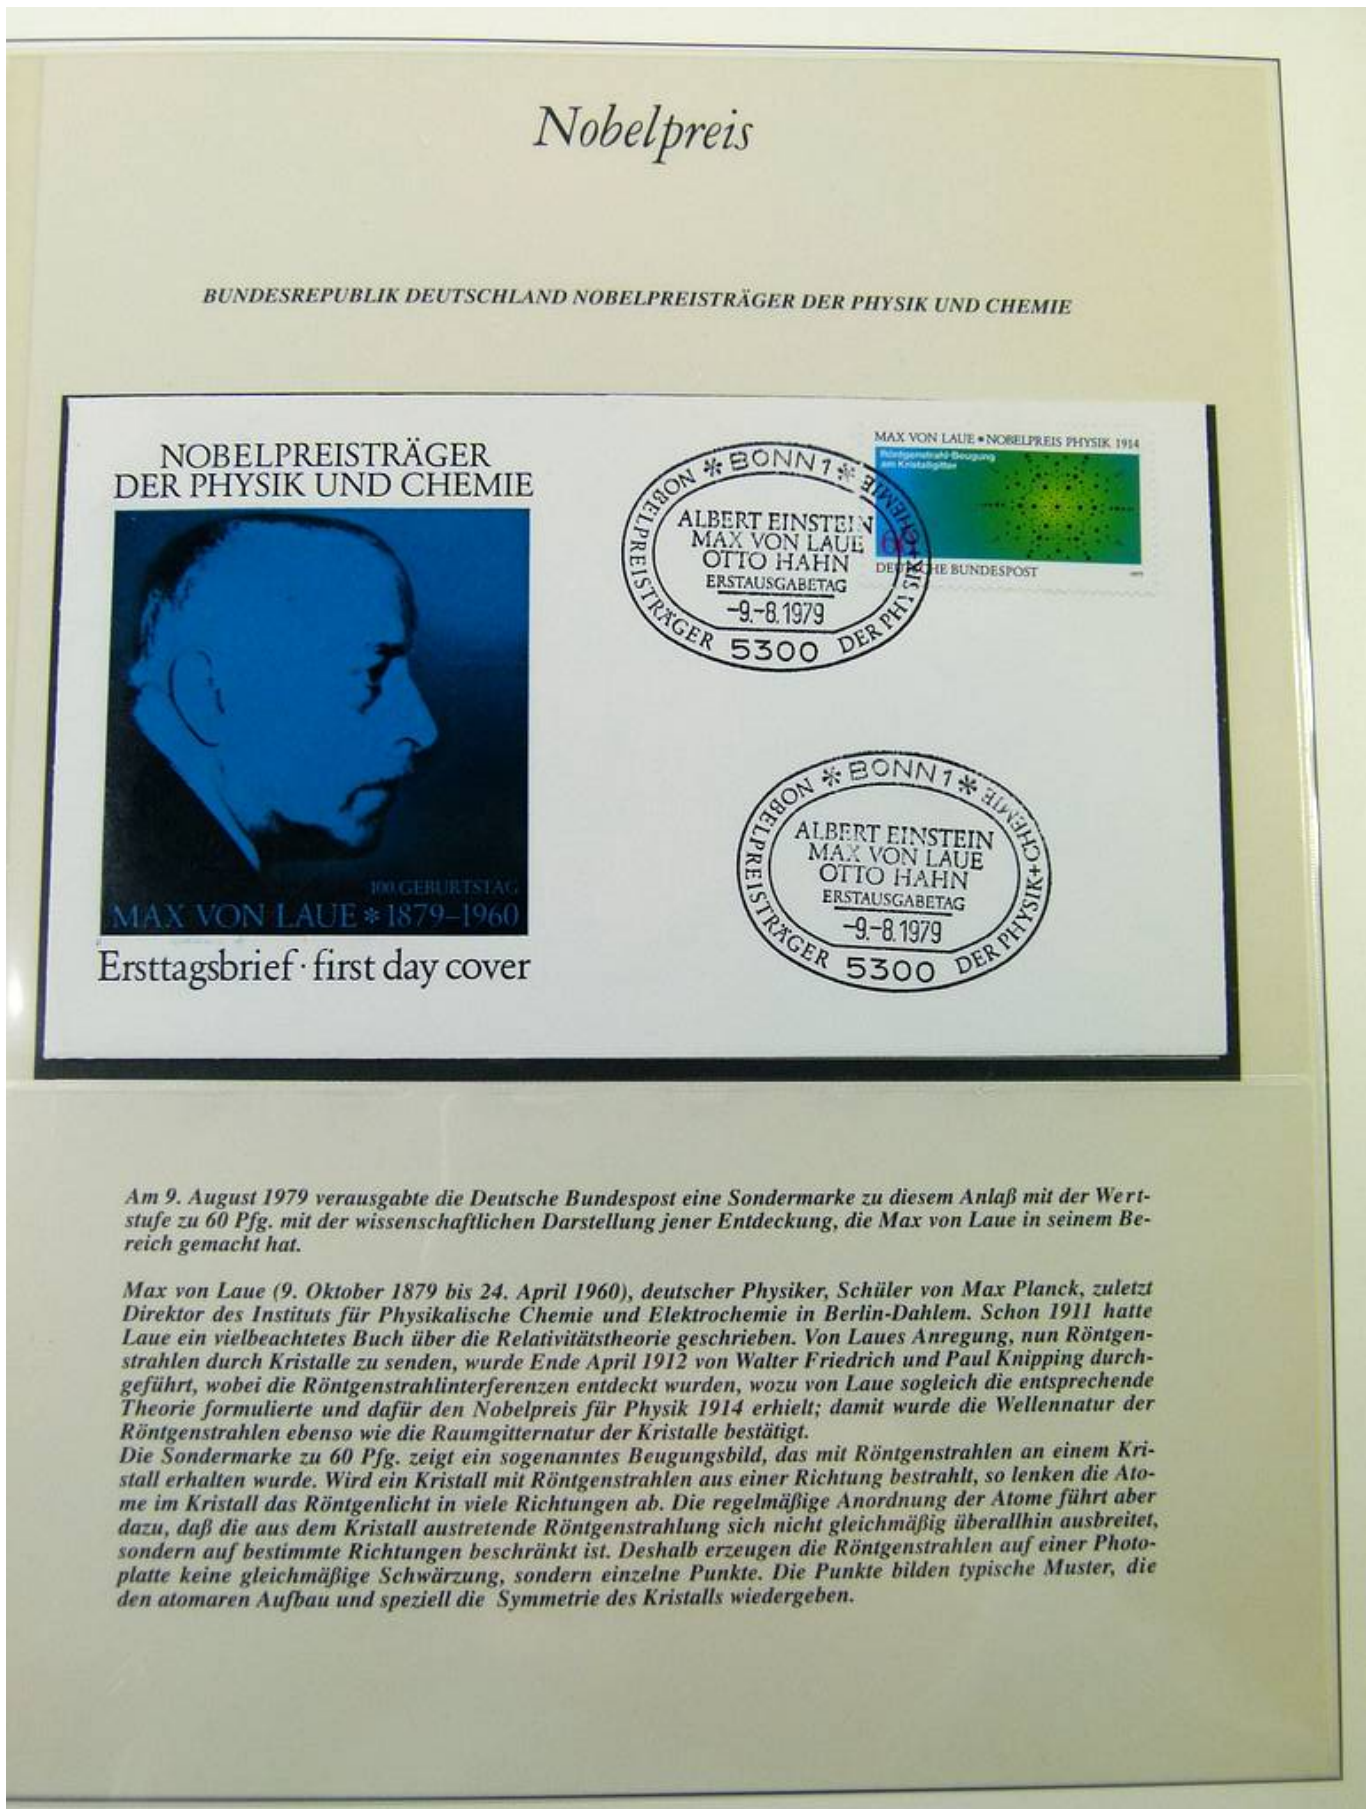 Nobelpreis
BUNDESREPUBLIK DEUTSCHLAND NOBELPREISTRÄGER DER PHYSIK UND CHEMIE
NOBELPREISTRÄGER
DER PHYSIK UND CHEMIE
100. GEBURTSTAG
MAX VON LAUE * 1879–1960
Ersttagsbrief · first day cover
MAX VON LAUE • NOBELPREIS PHYSIK 1914
Röntgenstrahl-Beugung
am Kristallgitter
60
DEUTSCHE BUNDESPOST
* BONN 1 *
NOBELPREISTRÄGER DER PHYSIK+CHEMIE
ALBERT EINSTEIN
MAX VON LAUE
OTTO HAHN
ERSTAUSGABETAG
-9.-8.1979
5300
* BONN 1 *
NOBELPREISTRÄGER DER PHYSIK+CHEMIE
ALBERT EINSTEIN
MAX VON LAUE
OTTO HAHN
ERSTAUSGABETAG
-9.-8.1979
5300
Am 9. August 1979 verausgabte die Deutsche Bundespost eine Sondermarke zu diesem Anlaß mit der Wert-
stufe zu 60 Pfg. mit der wissenschaftlichen Darstellung jener Entdeckung, die Max von Laue in seinem Be-
reich gemacht hat.
Max von Laue (9. Oktober 1879 bis 24. April 1960), deutscher Physiker, Schüler von Max Planck, zuletzt
Direktor des Instituts für Physikalische Chemie und Elektrochemie in Berlin-Dahlem. Schon 1911 hatte
Laue ein vielbeachtetes Buch über die Relativitätstheorie geschrieben. Von Laues Anregung, nun Röntgen-
strahlen durch Kristalle zu senden, wurde Ende April 1912 von Walter Friedrich und Paul Knipping durch-
geführt, wobei die Röntgenstrahlinterferenzen entdeckt wurden, wozu von Laue sogleich die entsprechende
Theorie formulierte und dafür den Nobelpreis für Physik 1914 erhielt; damit wurde die Wellennatur der
Röntgenstrahlen ebenso wie die Raumgitternatur der Kristalle bestätigt.
Die Sondermarke zu 60 Pfg. zeigt ein sogenanntes Beugungsbild, das mit Röntgenstrahlen an einem Kri-
stall erhalten wurde. Wird ein Kristall mit Röntgenstrahlen aus einer Richtung bestrahlt, so lenken die Ato-
me im Kristall das Röntgenlicht in viele Richtungen ab. Die regelmäßige Anordnung der Atome führt aber
dazu, daß die aus dem Kristall austretende Röntgenstrahlung sich nicht gleichmäßig überallhin ausbreitet,
sondern auf bestimmte Richtungen beschränkt ist. Deshalb erzeugen die Röntgenstrahlen auf einer Photo-
platte keine gleichmäßige Schwärzung, sondern einzelne Punkte. Die Punkte bilden typische Muster, die
den atomaren Aufbau und speziell die Symmetrie des Kristalls wiedergeben.